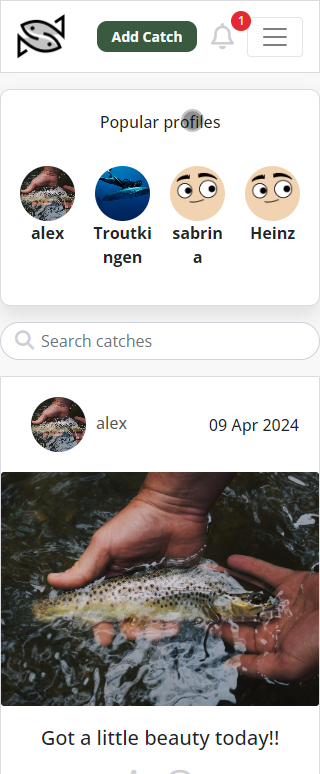 Add Catch
1
Popular profiles
alex
Troutki
ngen
sabrin
a
Heinz
Search catches
alex
09 Apr 2024
Got a little beauty today!!